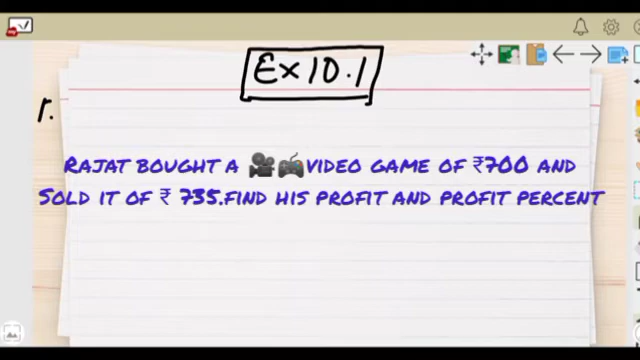 Ex 10.1
1.
RAJAT BOUGHT A 🎥🎮VIDEO GAME OF ₹700 AND
SOLD IT OF ₹ 735.FIND HIS PROFIT AND PROFIT PERCENT